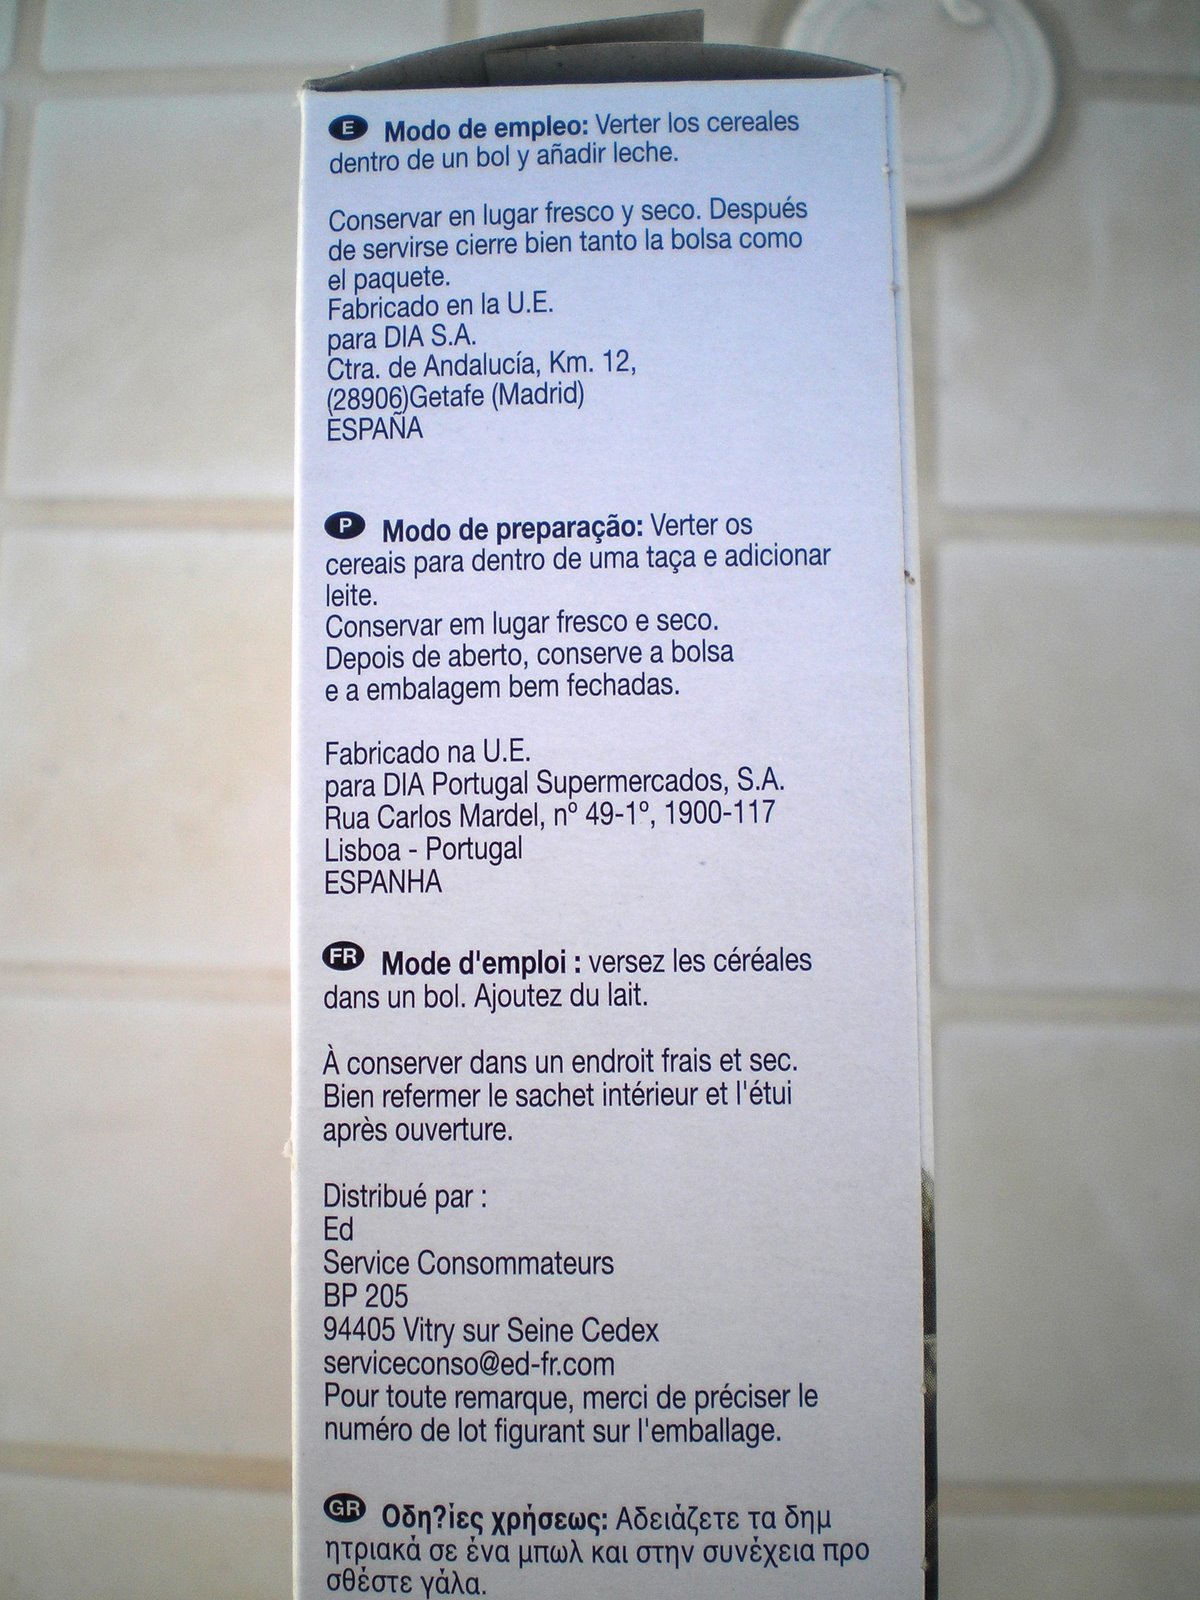 E Modo de empleo: Verter los cereales
dentro de un bol y añadir leche.
Conservar en lugar fresco y seco. Después
de servirse cierre bien tanto la bolsa como
el paquete.
Fabricado en la U.E.
para DIA S.A.
Ctra. de Andalucía, Km. 12,
(28906)Getafe (Madrid)
ESPAÑA
P Modo de preparação: Verter os
cereais para dentro de uma taça e adicionar
leite.
Conservar em lugar fresco e seco.
Depois de aberto, conserve a bolsa
e a embalagem bem fechadas.
Fabricado na U.E.
para DIA Portugal Supermercados, S.A.
Rua Carlos Mardel, nº 49-1º, 1900-117
Lisboa - Portugal
ESPANHA
FR Mode d'emploi : versez les céréales
dans un bol. Ajoutez du lait.
À conserver dans un endroit frais et sec.
Bien refermer le sachet intérieur et l'étui
après ouverture.
Distribué par :
Ed
Service Consommateurs
BP 205
94405 Vitry sur Seine Cedex
serviceconso@ed-fr.com
Pour toute remarque, merci de préciser le
numéro de lot figurant sur l'emballage.
GR Οδη?ίες χρήσεως: Αδειάζετε τα δημ
ητριακά σε ένα μπωλ και στην συνέχεια προ
σθέστε γάλα.